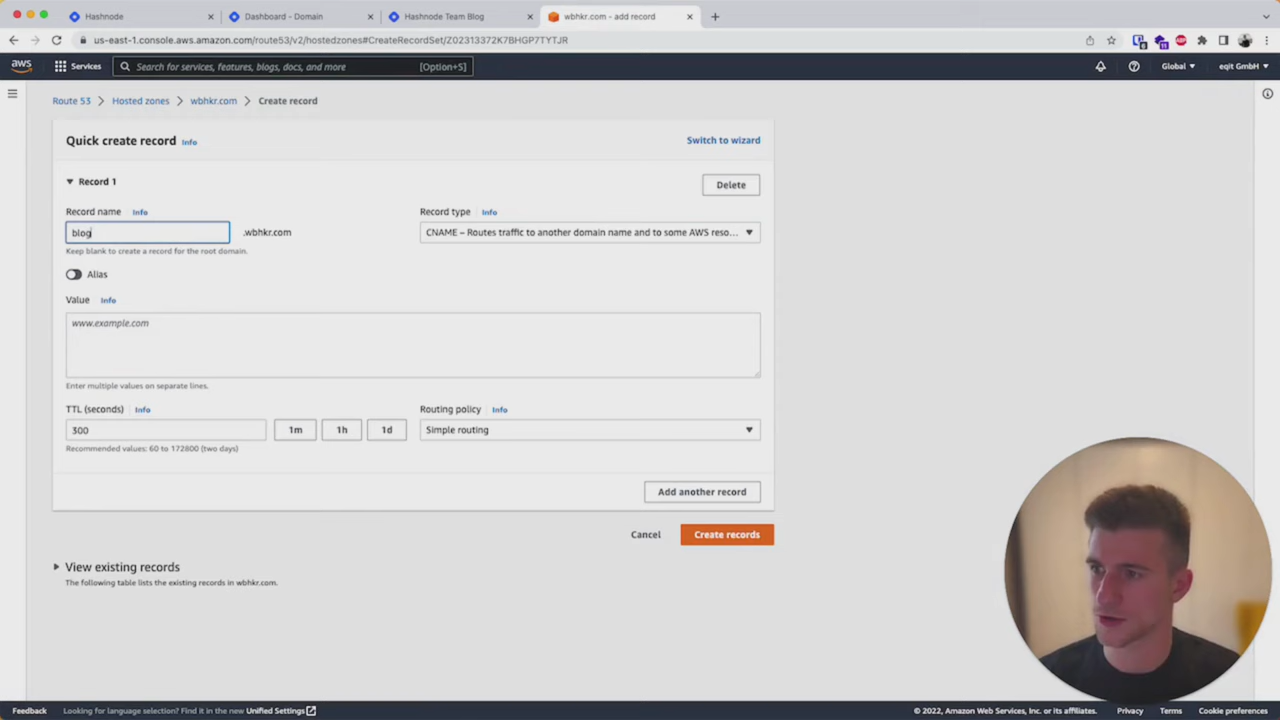 Hashnode
Dashboard - Domain
Hashnode Team Blog
wbhkr.com - add record
us-east-1.console.aws.amazon.com/route53/v2/hostedzones#CreateRecordSet/Z02313372K7BHGP7TYTJR
aws
Services
Search for services, features, blogs, docs, and more
[Option+S]
Global
eqit GmbH
Route 53
Hosted zones
wbhkr.com
Create record
Quick create record Info
Switch to wizard
Record 1
Delete
Record name Info
Record type Info
blog
.wbhkr.com
CNAME – Routes traffic to another domain name and to some AWS reso...
Keep blank to create a record for the root domain.
Alias
Value Info
www.example.com
Enter multiple values on separate lines.
TTL (seconds) Info
Routing policy Info
300
1m
1h
1d
Simple routing
Recommended values: 60 to 172800 (two days)
Add another record
Cancel
Create records
View existing records
The following table lists the existing records in wbhkr.com.
Feedback
Looking for language selection? Find it in the new Unified Settings
© 2022, Amazon Web Services, Inc. or its affiliates.
Privacy
Terms
Cookie preferences